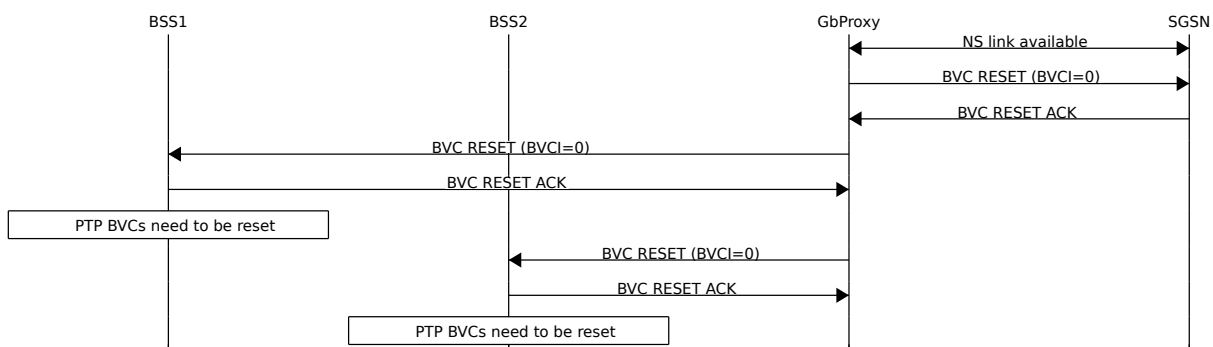 BSS1 BSS2 GbProxy SGSN
NS link available
BVC RESET (BVCI=0)
BVC RESET ACK
BVC RESET (BVCI=0)
BVC RESET ACK
PTP BVCs need to be reset
BVC RESET (BVCI=0)
BVC RESET ACK
PTP BVCs need to be reset